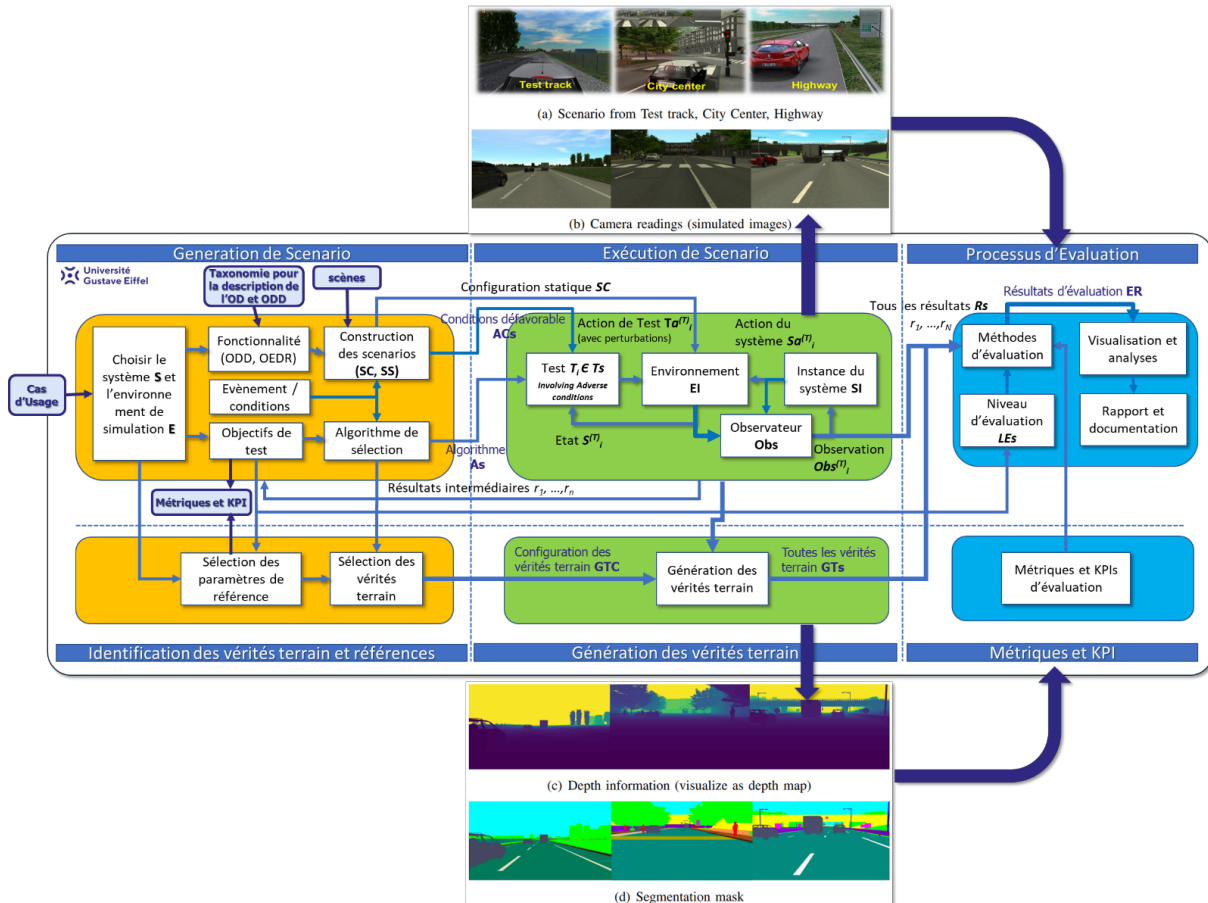 Test track
City center
Highway
(a) Scenario from Test track, City Center, Highway
(b) Camera readings (simulated images)
Generation de Scenario
Exécution de Scenario
Processus d'Evaluation
Université
Gustave Eiffel
Taxonomie pour
la description de
l'OD et ODD
scènes
Configuration statique SC
Tous les résultats Rs
r1, ...,rN
Résultats d'évaluation ER
Conditions défavorable
ACs
Action de Test Ta(T)i
(avec perturbations)
Action du
système Sa(T)i
Cas
d'Usage
Choisir le
système S et
l'environne
ment de
simulation E
Fonctionnalité
(ODD, OEDR)
Construction
des scenarios
(SC, SS)
Evènement /
conditions
Objectifs de
test
Algorithme de
sélection
Test Ti Є Ts
Involving Adverse
conditions
Environnement
EI
Instance du
système SI
Observateur
Obs
Etat S(T)i
Observation
Obs(T)i
Algorithme
As
Méthodes
d'évaluation
Visualisation et
analyses
Niveau
d'évaluation
LEs
Rapport et
documentation
Métriques et KPI
Résultats intermédiaires r1, ...,rn
Sélection des
paramètres de
référence
Sélection des
vérités
terrain
Configuration des
vérités terrain GTC
Génération des
vérités terrain
Toutes les vérités
terrain GTs
Métriques et KPIs
d'évaluation
Identification des vérités terrain et références
Génération des vérités terrain
Métriques et KPI
(c) Depth information (visualize as depth map)
(d) Segmentation mask